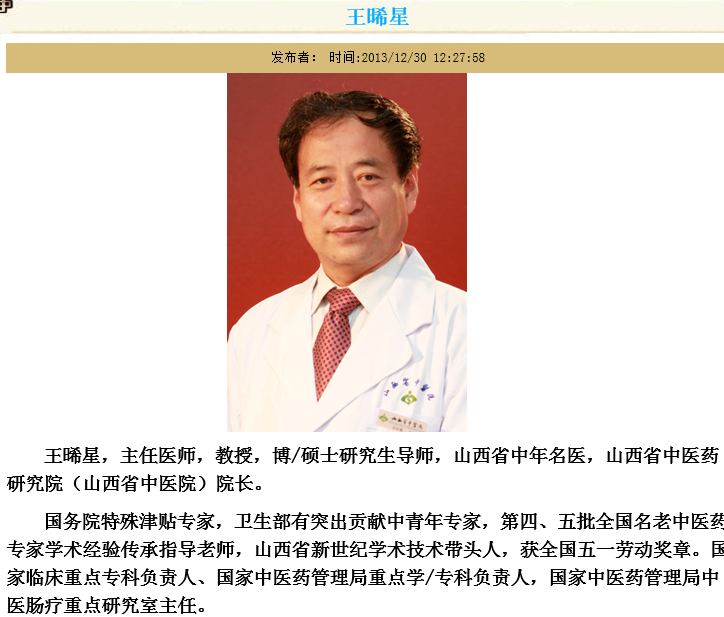 王晞星
发布者： 时间:2013/12/30 12:27:58
王晞星，主任医师，教授，博/硕士研究生导师，山西省中年名医，山西省中医药
研究院（山西省中医院）院长。
国务院特殊津贴专家，卫生部有突出贡献中青年专家，第四、五批全国名老中医药
专家学术经验传承指导老师，山西省新世纪学术技术带头人，获全国五一劳动奖章。国
家临床重点专科负责人、国家中医药管理局重点学/专科负责人，国家中医药管理局中
医肠疗重点研究室主任。